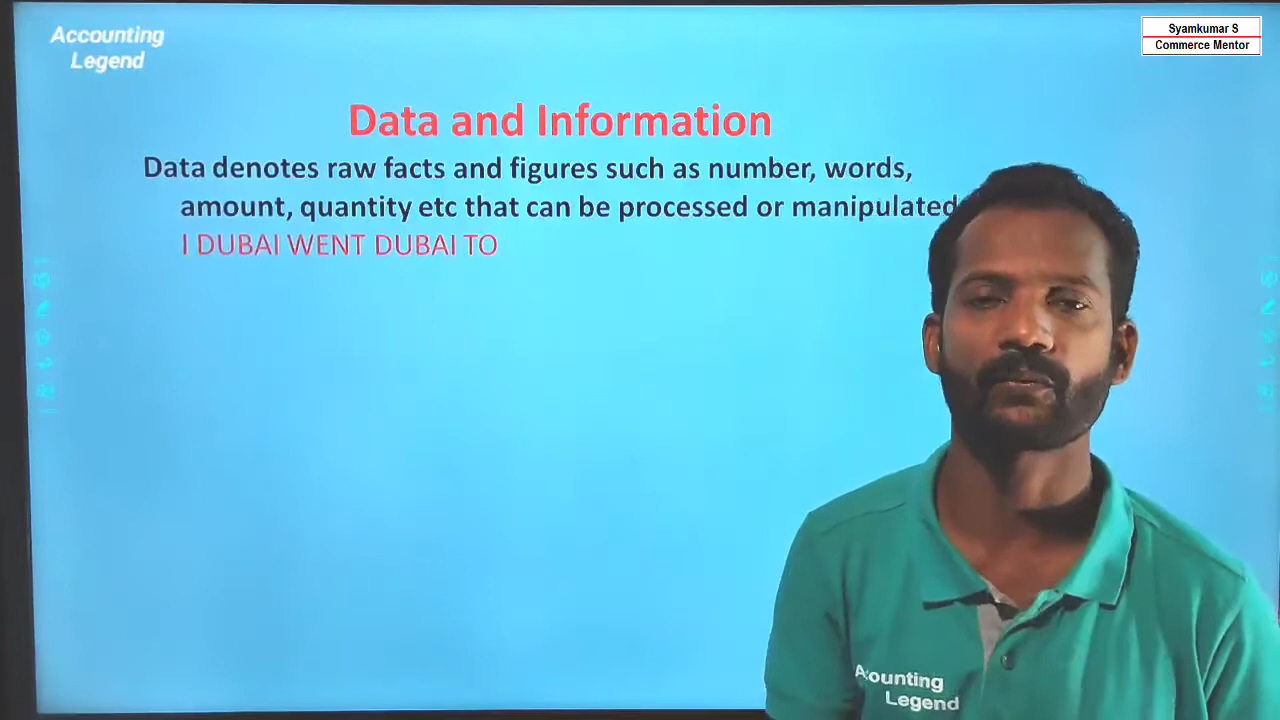 Accounting
Legend
Syamkumar S
Commerce Mentor
Data and Information
Data denotes raw facts and figures such as number, words,
amount, quantity etc that can be processed or manipulated
I DUBAI WENT DUBAI TO
Accounting
Legend